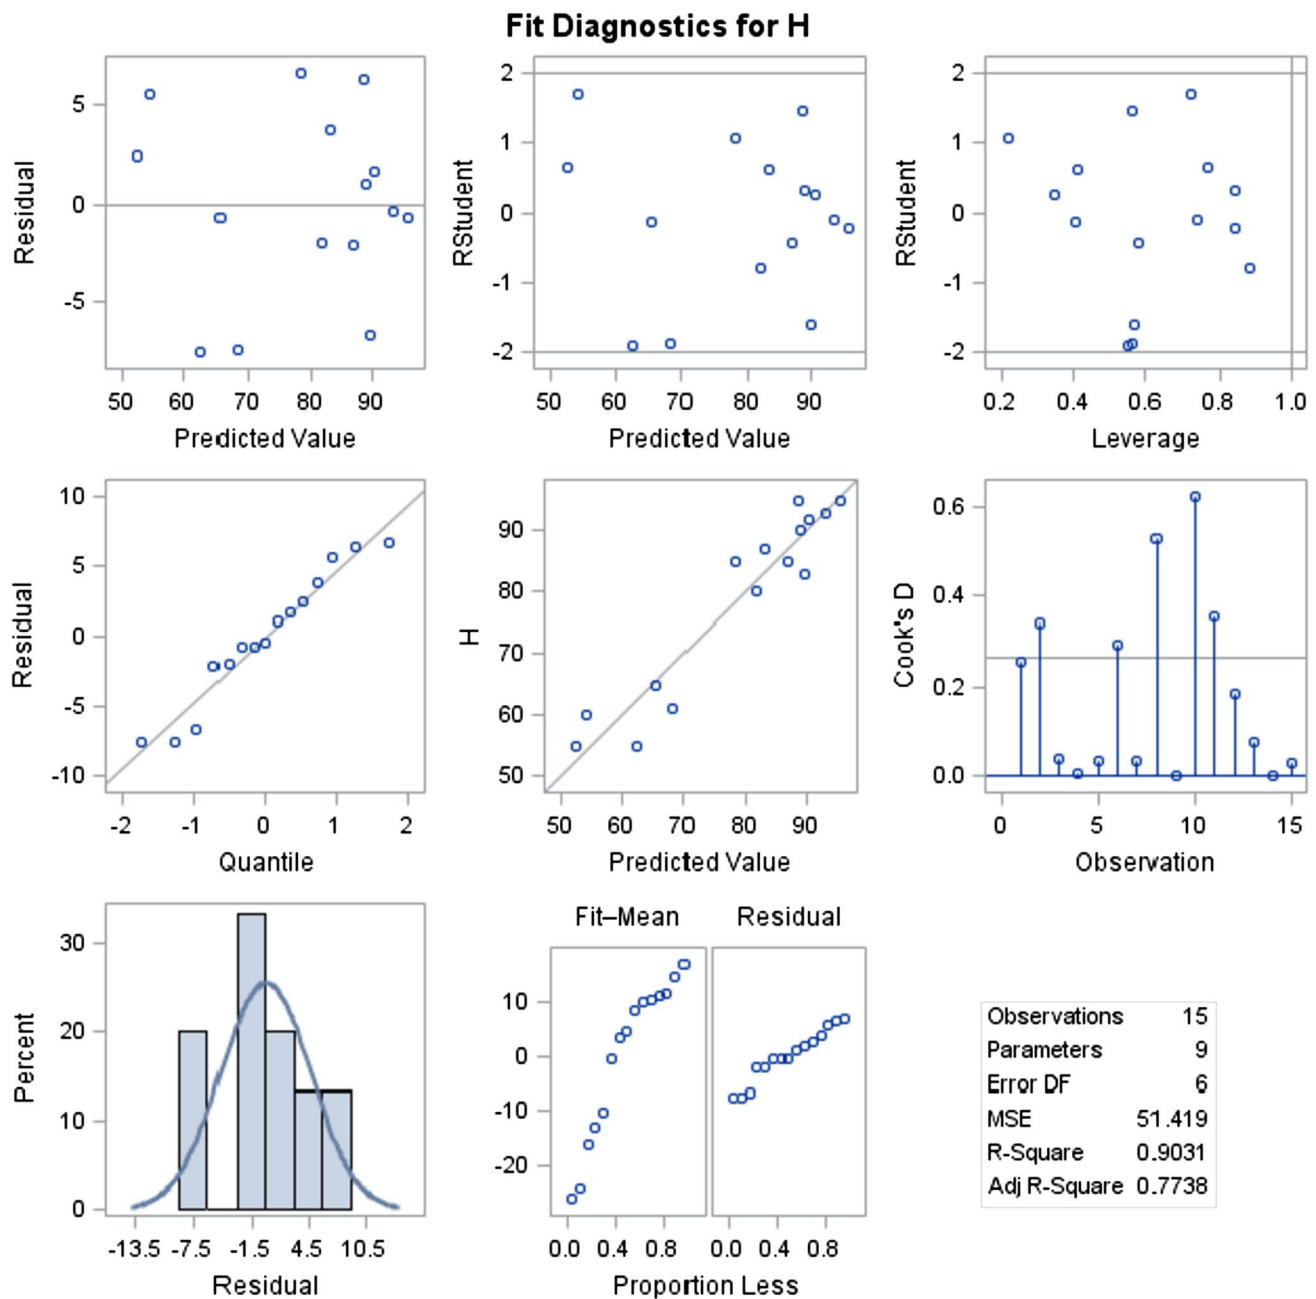 Fit Diagnostics for H
Residual
5
0
-5
50 60 70 80 90
Predicted Value
RStudent
2
1
0
-1
-2
50 60 70 80 90
Predicted Value
RStudent
2
1
0
-1
-2
0.2 0.4 0.6 0.8 1.0
Leverage
Residual
10
5
0
-5
-10
-2 -1 0 1 2
Quantile
H
90
80
70
60
50
50 60 70 80 90
Predicted Value
Cook's D
0.6
0.4
0.2
0.0
0 5 10 15
Observation
Percent
30
20
10
0
-13.5 -7.5 -1.5 4.5 10.5
Residual
Fit–Mean Residual
10
0
-10
-20
0.0 0.4 0.8 0.0 0.4 0.8
Proportion Less
Observations 15
Parameters 9
Error DF 6
MSE 51.419
R-Square 0.9031
Adj R-Square 0.7738